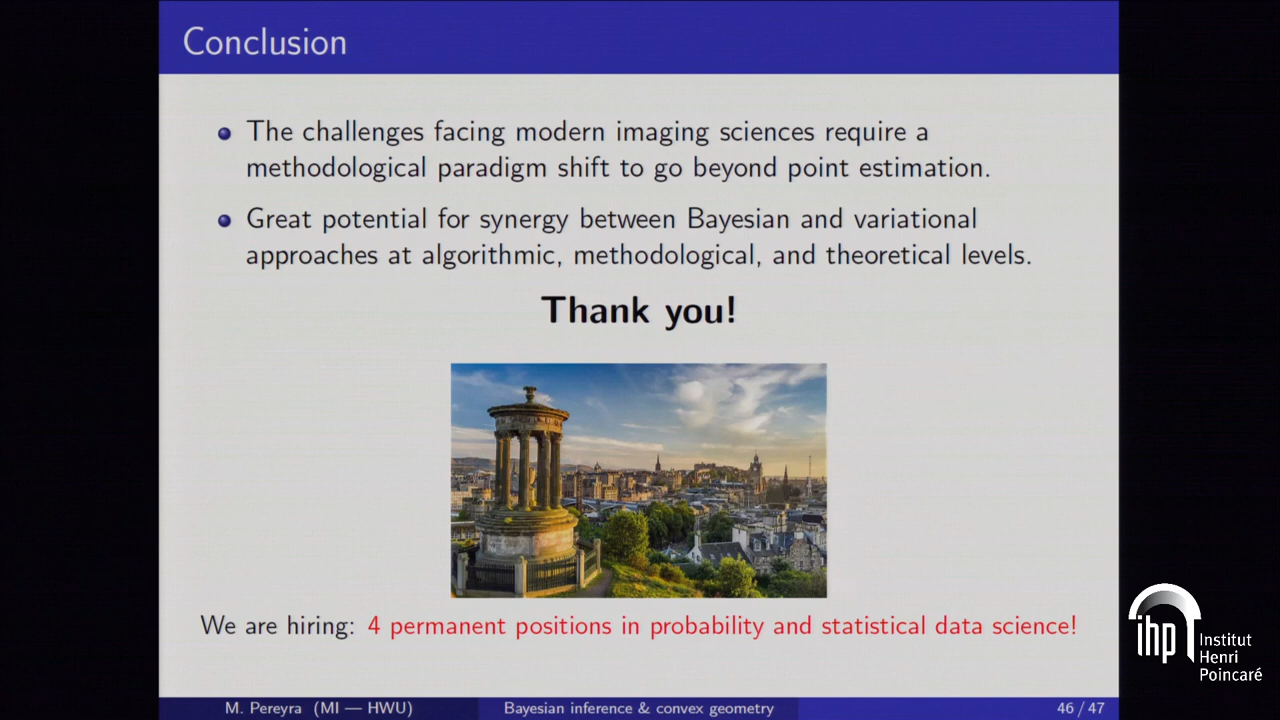 Conclusion
The challenges facing modern imaging sciences require a
methodological paradigm shift to go beyond point estimation.
Great potential for synergy between Bayesian and variational
approaches at algorithmic, methodological, and theoretical levels.
Thank you!
We are hiring: 4 permanent positions in probability and statistical data science!
M. Pereyra (MI — HWU)
Bayesian inference & convex geometry
46 / 47
ihp
Institut
Henri
Poincaré